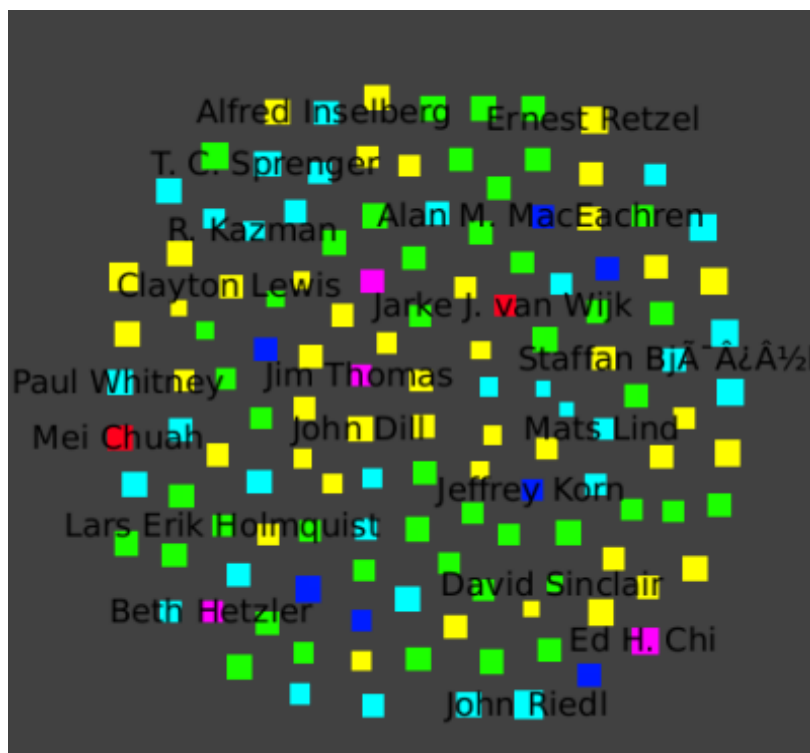 Alfred Inselberg
Ernest Retzel
T. C. Sprenger
Alan M. MacEachren
R. Kazman
Clayton Lewis
Jarke J. van Wijk
Staffan BjÃ¯Â¿Â½
Jim Thomas
Paul Whitney
John Dill
Mats Lind
Mei Chuah
Jeffrey Korn
Lars Erik Holmquist
David Sinclair
Beth Hetzler
Ed H. Chi
John Riedl